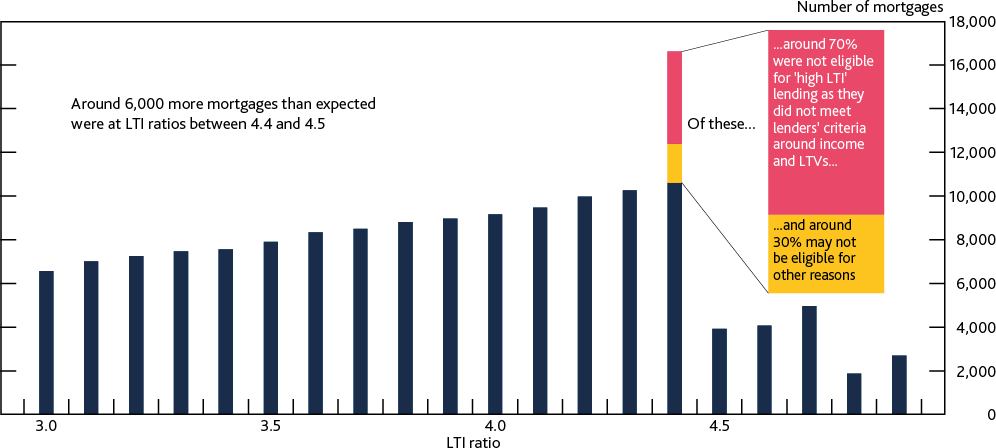 Number of mortgages
18,000
16,000
14,000
12,000
10,000
8,000
6,000
4,000
2,000
0
Around 6,000 more mortgages than expected
were at LTI ratios between 4.4 and 4.5
Of these...
...around 70%
were not eligible
for 'high LTI'
lending as they
did not meet
lenders' criteria
around income
and LTVs...
...and around
30% may not
be eligible for
other reasons
3.0
3.5
4.0
4.5
LTI ratio